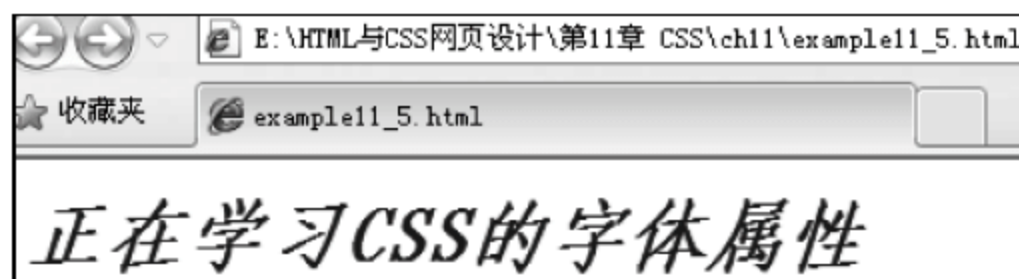 E:\HTML与CSS网页设计\第11章 CSS\ch11\example11_5.html
收藏夹
example11_5.html
正在学习CSS的字体属性